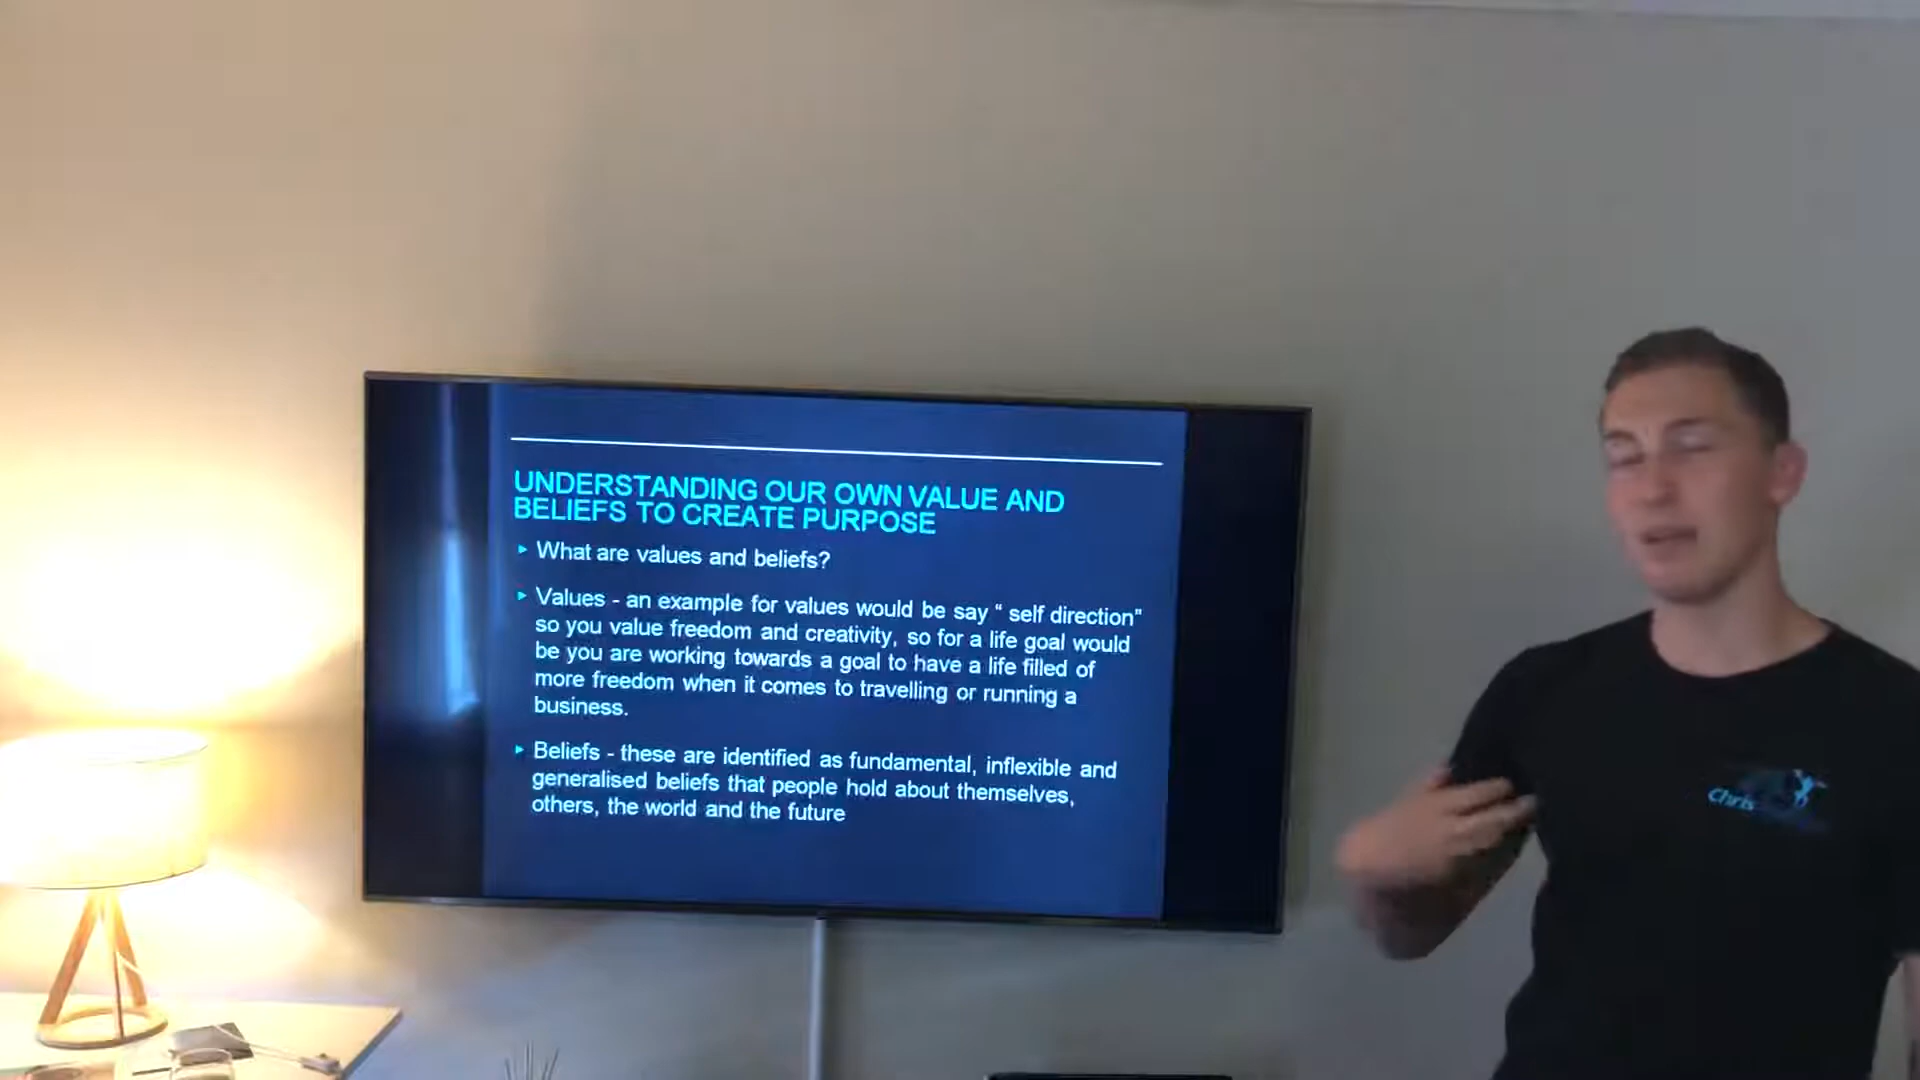 UNDERSTANDING OUR OWN VALUE AND
BELIEFS TO CREATE PURPOSE
▸ What are values and beliefs?
▸ Values - an example for values would be say “ self direction”
so you value freedom and creativity, so for a life goal would
be you are working towards a goal to have a life filled of
more freedom when it comes to travelling or running a
business.
▸ Beliefs - these are identified as fundamental, inflexible and
generalised beliefs that people hold about themselves,
others, the world and the future
Chris